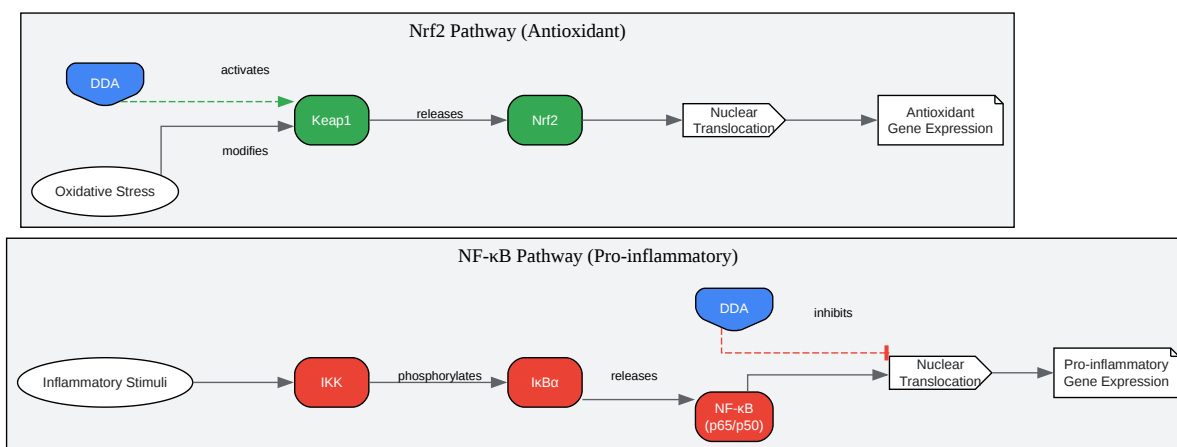 Nrf2 Pathway (Antioxidant)
DDA
activates
Keap1
releases
Nrf2
Nuclear
Translocation
Antioxidant
Gene Expression
modifies
Oxidative Stress
NF-κB Pathway (Pro-inflammatory)
DDA
inhibits
Inflammatory Stimuli
IKK
phosphorylates
IκBα
releases
NF-κB
(p65/p50)
Nuclear
Translocation
Pro-inflammatory
Gene Expression